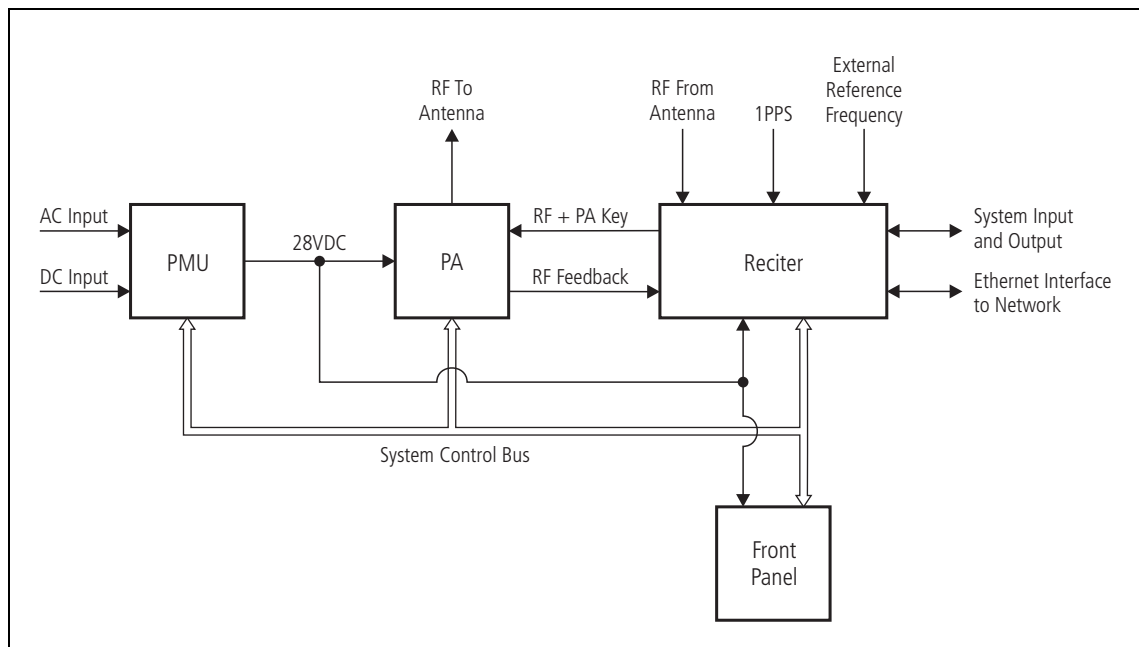 External
Reference
Frequency
RF To
Antenna
RF From
Antenna
1PPS
AC Input
DC Input
PMU
28VDC
PA
RF + PA Key
RF Feedback
Reciter
System Input
and Output
Ethernet Interface
to Network
System Control Bus
Front
Panel